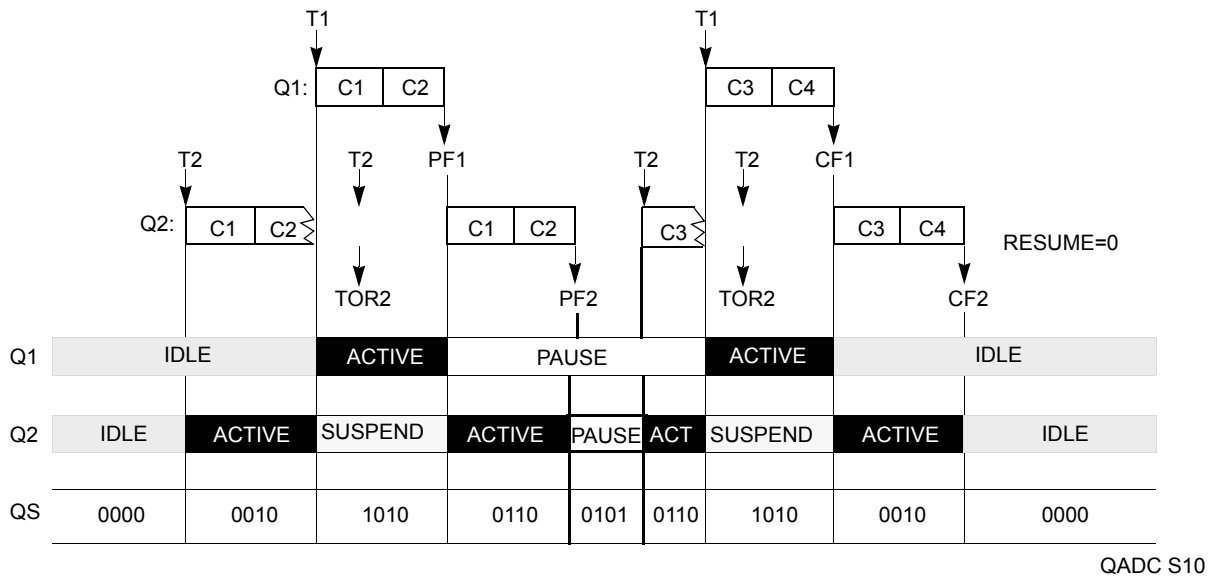 T1 T1
Q1: C1 C2 C3 C4
T2 T2 PF1 T2 T2 CF1
Q2: C1 C2 C1 C2 C3 C3 C4
RESUME=0
TOR2 PF2 TOR2 CF2
Q1 IDLE ACTIVE PAUSE ACTIVE IDLE
Q2 IDLE ACTIVE SUSPEND ACTIVE PAUSE ACT SUSPEND ACTIVE IDLE
QS 0000 0010 1010 0110 0101 0110 1010 0010 0000
QADC S10